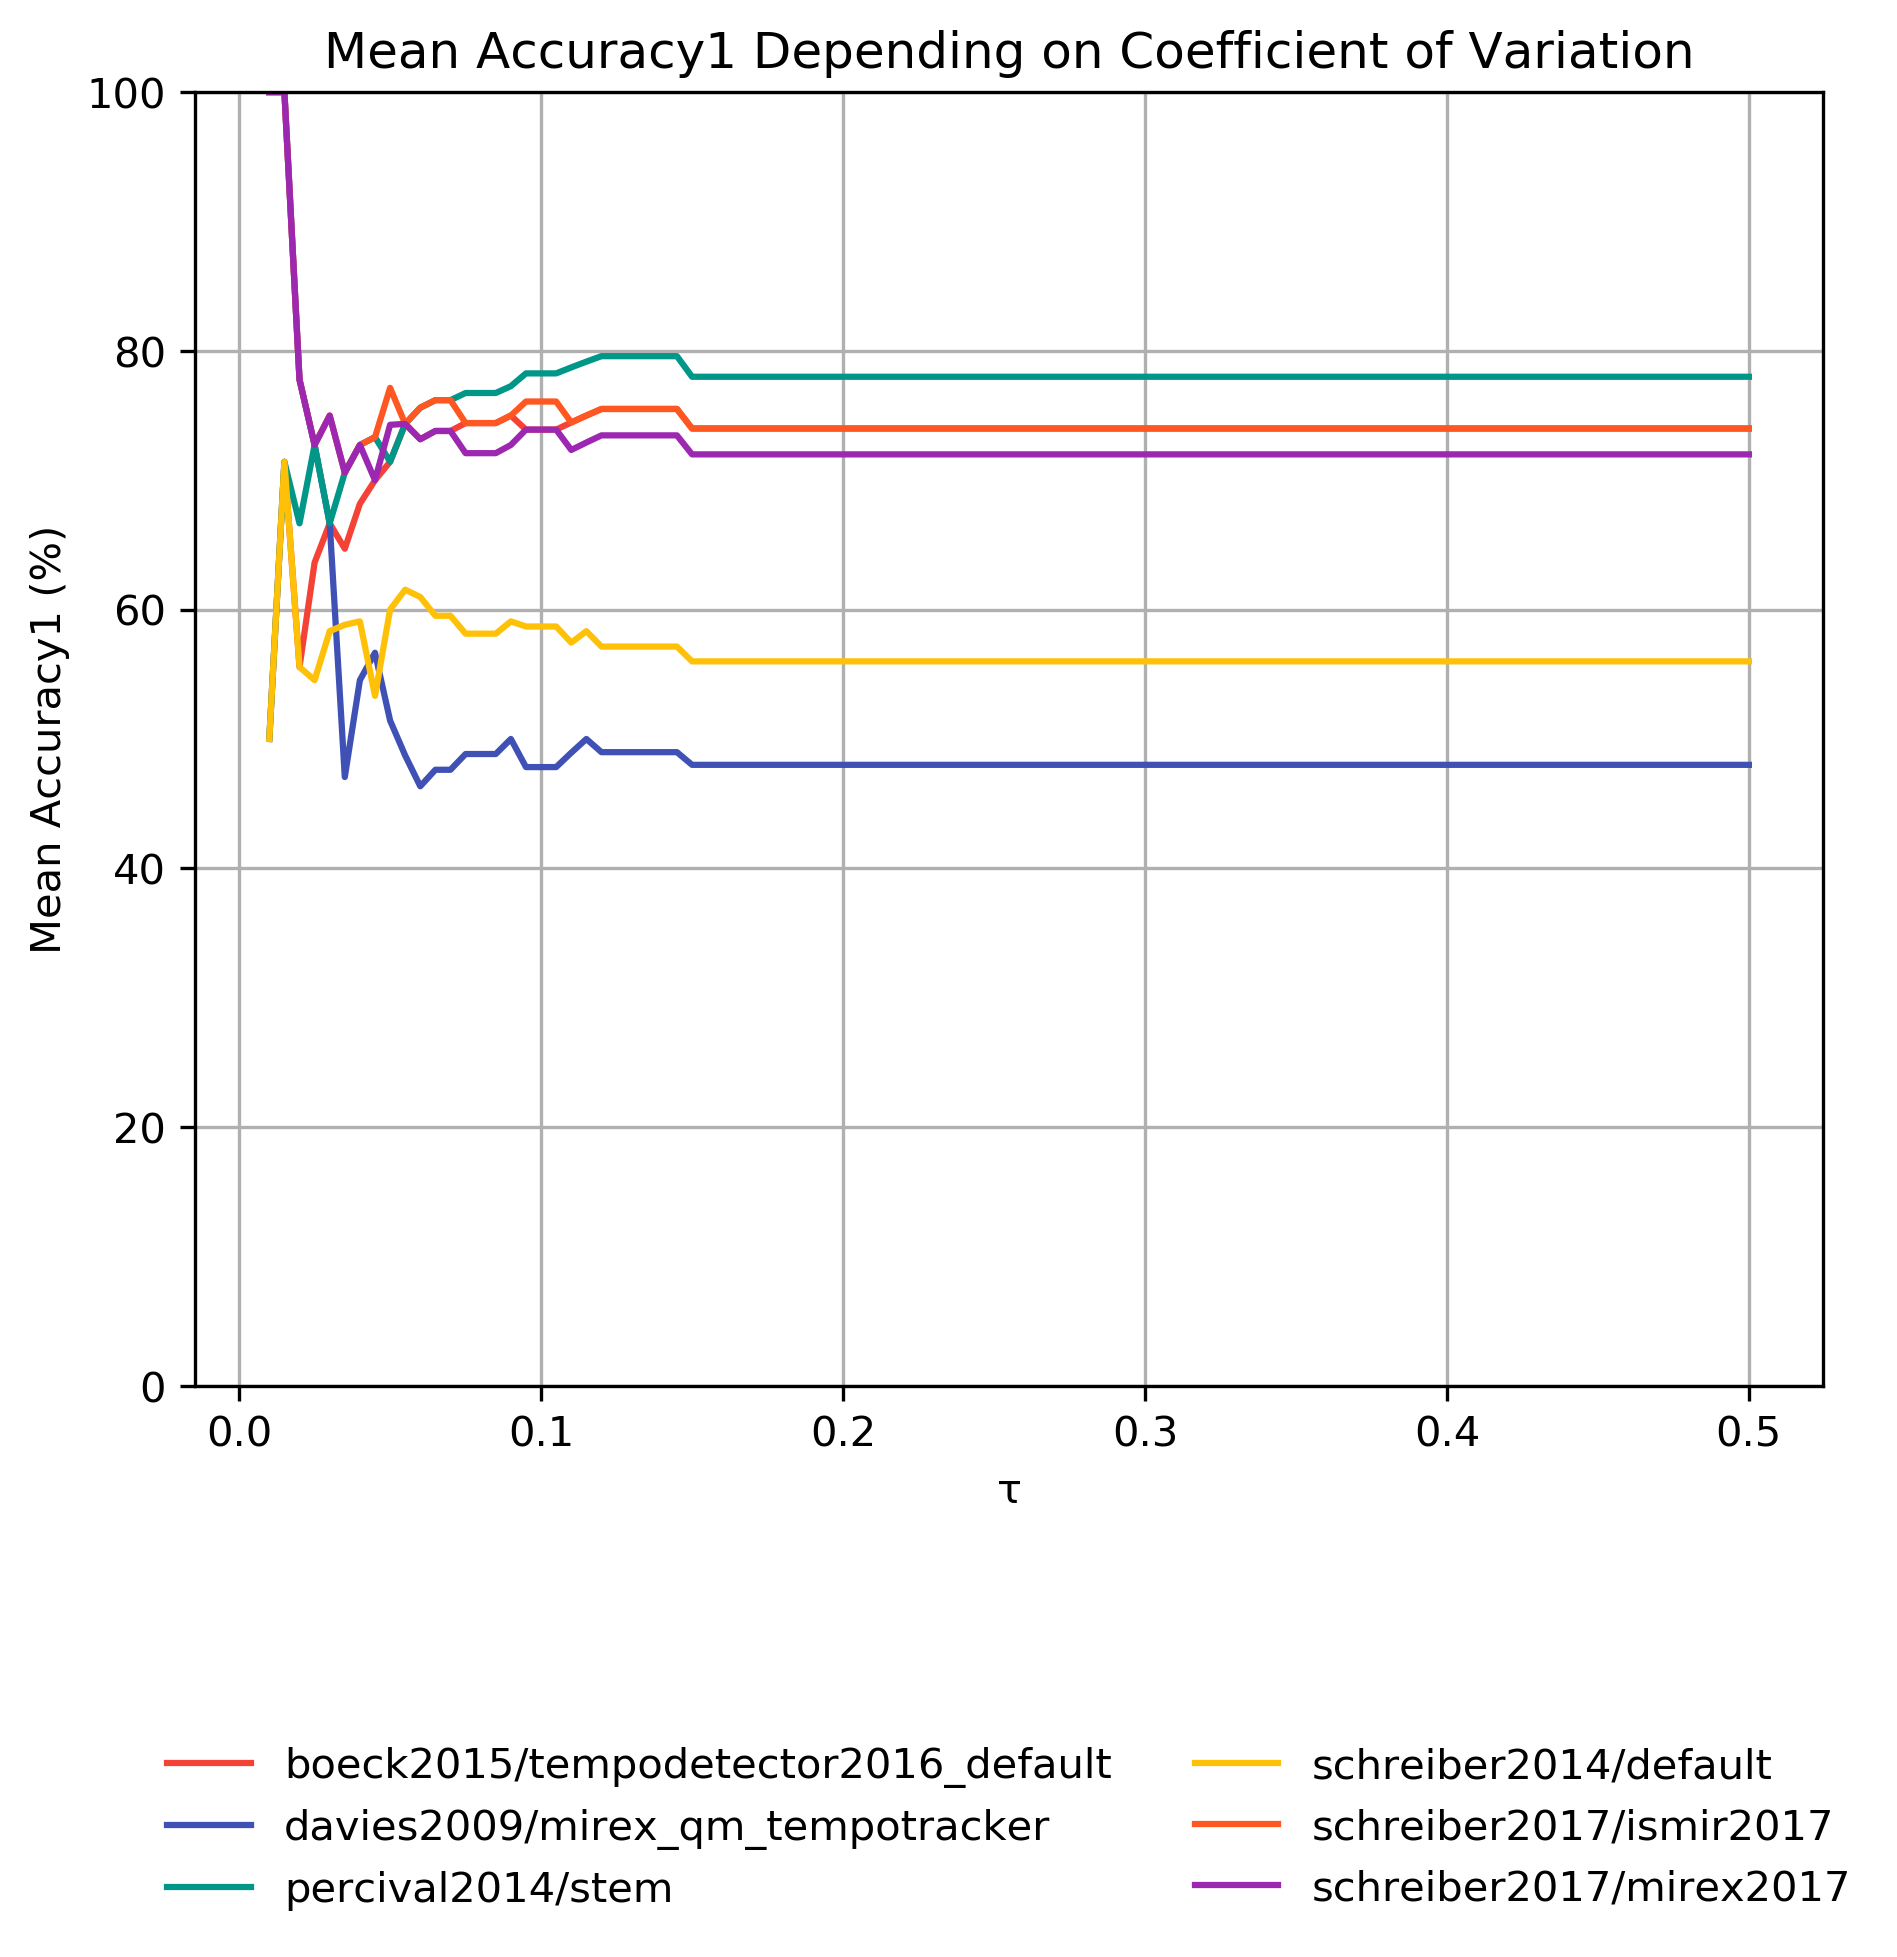 Mean Accuracy1 Depending on Coefficient of Variation
100
80
60
40
20
0
Mean Accuracy1 (%)
0.0 0.1 0.2 0.3 0.4 0.5
τ
boeck2015/tempodetector2016_default
davies2009/mirex_qm_tempotracker
percival2014/stem
schreiber2014/default
schreiber2017/ismir2017
schreiber2017/mirex2017